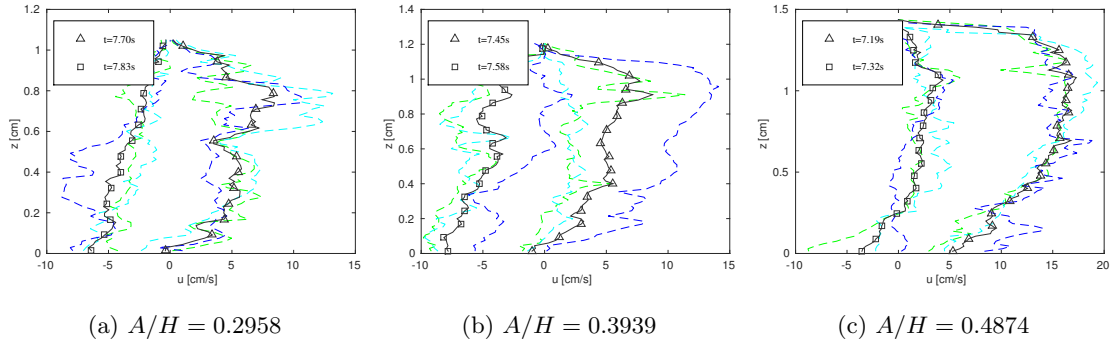 1.2
1
0.8
0.6
0.4
0.2
0
z [cm]
t=7.70s
t=7.83s
-10 -5 0 5 10 15
u [cm/s]
(a) A/H = 0.2958
1.4
1.2
1
0.8
0.6
0.4
0.2
0
z [cm]
t=7.45s
t=7.58s
-10 -5 0 5 10 15
u [cm/s]
(b) A/H = 0.3939
1.5
1
0.5
0
z [cm]
t=7.19s
t=7.32s
-10 -5 0 5 10 15 20
u [cm/s]
(c) A/H = 0.4874